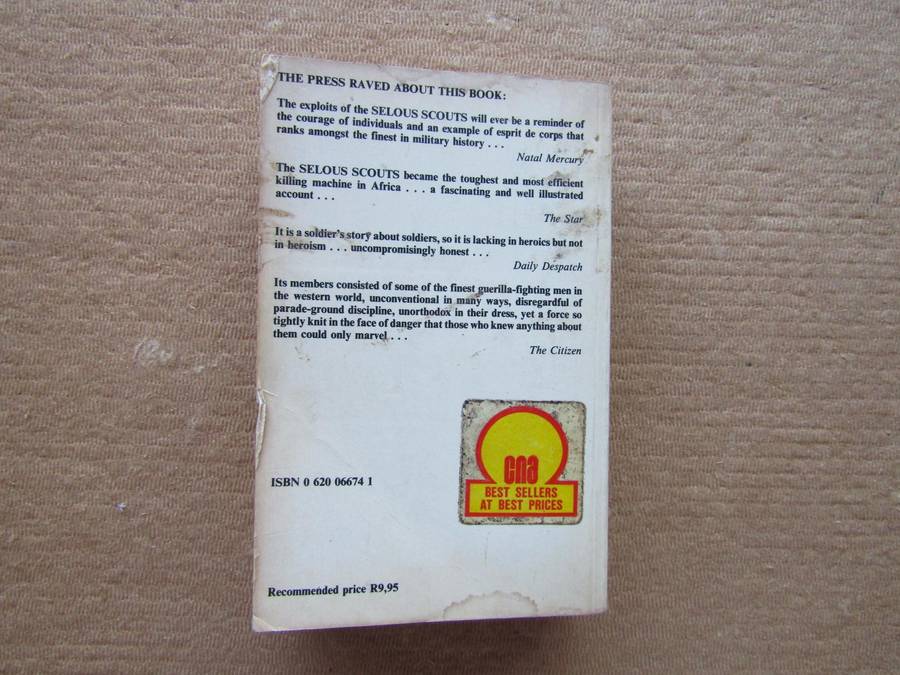 THE PRESS RAVED ABOUT THIS BOOK:
The exploits of the SELOUS SCOUTS will ever be a reminder of
the courage of individuals and an example of esprit de corps that
ranks amongst the finest in military history . . .
Natal Mercury
The SELOUS SCOUTS became the toughest and most efficient
killing machine in Africa . . . a fascinating and well illustrated
account . . .
The Star
It is a soldier's story about soldiers, so it is lacking in heroics but not
in heroism . . . uncompromisingly honest . . .
Daily Despatch
Its members consisted of some of the finest guerilla-fighting men in
the western world, unconventional in many ways, disregardful of
parade-ground discipline, unorthodox in their dress, yet a force so
tightly knit in the face of danger that those who knew anything about
them could only marvel . . .
The Citizen
cna
BEST SELLERS
AT BEST PRICES
ISBN 0 620 06674 1
Recommended price R9,95